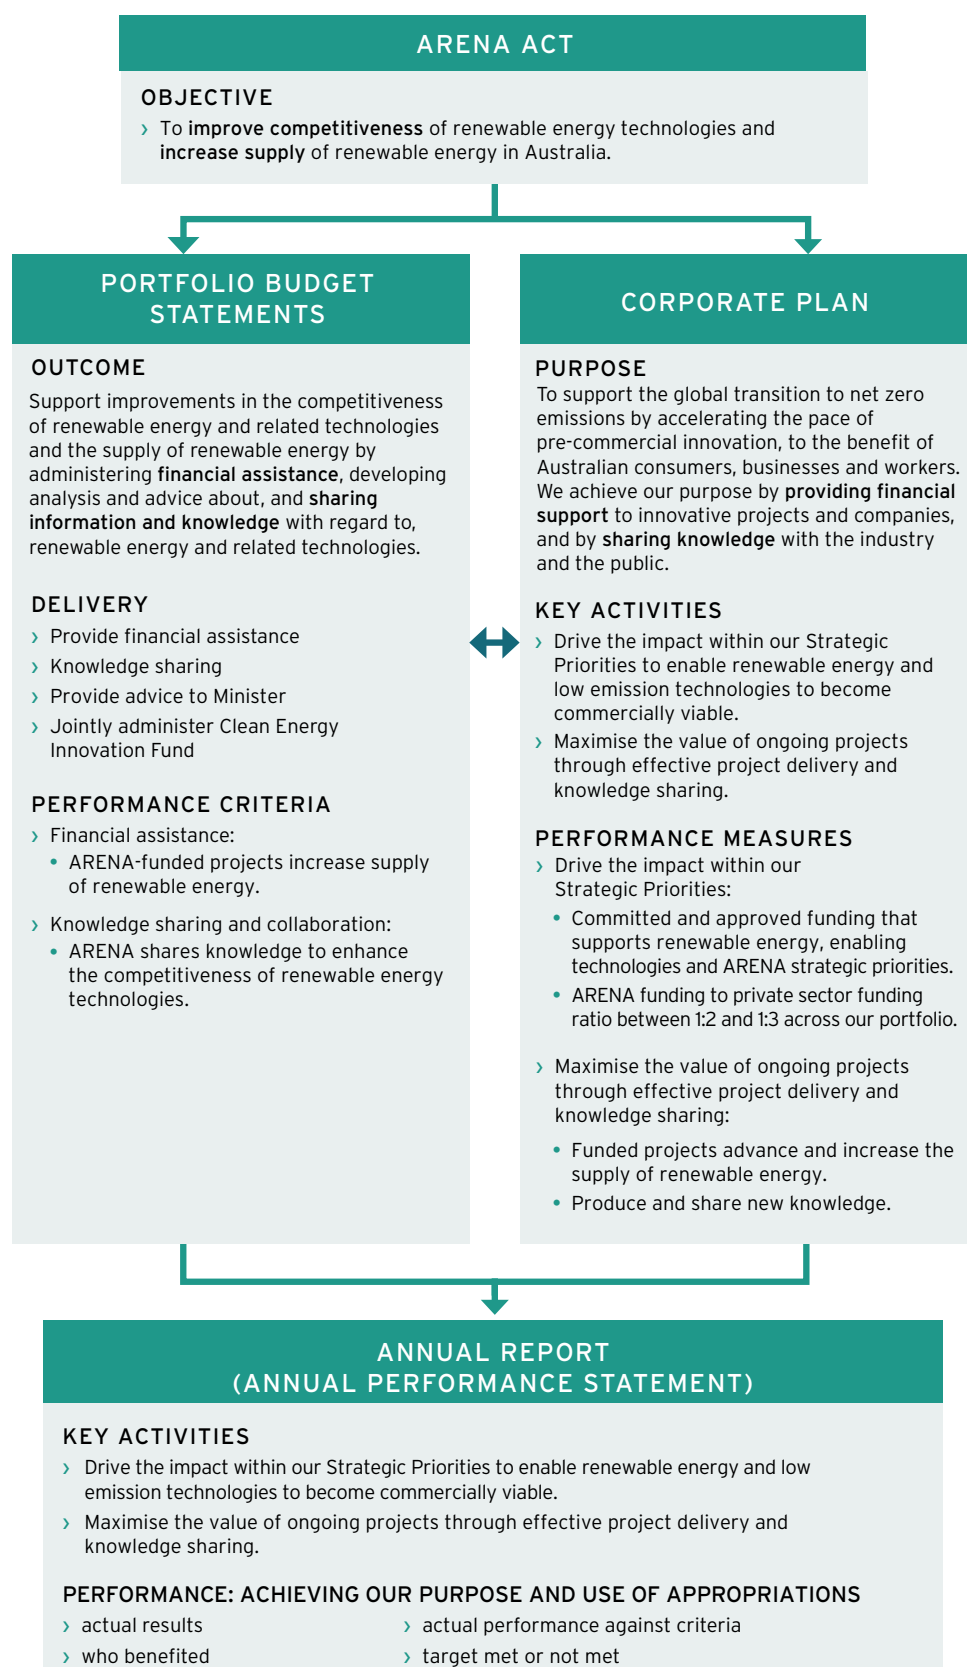 ARENA ACT
OBJECTIVE
› To improve competitiveness of renewable energy technologies and
increase supply of renewable energy in Australia.
PORTFOLIO BUDGET
STATEMENTS
OUTCOME
Support improvements in the competitiveness
of renewable energy and related technologies
and the supply of renewable energy by
administering financial assistance, developing
analysis and advice about, and sharing
information and knowledge with regard to,
renewable energy and related technologies.
DELIVERY
› Provide financial assistance
› Knowledge sharing
› Provide advice to Minister
› Jointly administer Clean Energy
Innovation Fund
PERFORMANCE CRITERIA
› Financial assistance:
• ARENA-funded projects increase supply
of renewable energy.
› Knowledge sharing and collaboration:
• ARENA shares knowledge to enhance
the competitiveness of renewable energy
technologies.
CORPORATE PLAN
PURPOSE
To support the global transition to net zero
emissions by accelerating the pace of
pre-commercial innovation, to the benefit of
Australian consumers, businesses and workers.
We achieve our purpose by providing financial
support to innovative projects and companies,
and by sharing knowledge with the industry
and the public.
KEY ACTIVITIES
› Drive the impact within our Strategic
Priorities to enable renewable energy and
low emission technologies to become
commercially viable.
› Maximise the value of ongoing projects
through effective project delivery and
knowledge sharing.
PERFORMANCE MEASURES
› Drive the impact within our
Strategic Priorities:
• Committed and approved funding that
supports renewable energy, enabling
technologies and ARENA strategic priorities.
• ARENA funding to private sector funding
ratio between 1:2 and 1:3 across our portfolio.
› Maximise the value of ongoing projects
through effective project delivery and
knowledge sharing:
• Funded projects advance and increase the
supply of renewable energy.
• Produce and share new knowledge.
ANNUAL REPORT
(ANNUAL PERFORMANCE STATEMENT)
KEY ACTIVITIES
› Drive the impact within our Strategic Priorities to enable renewable energy and low
emission technologies to become commercially viable.
› Maximise the value of ongoing projects through effective project delivery and
knowledge sharing.
PERFORMANCE: ACHIEVING OUR PURPOSE AND USE OF APPROPRIATIONS
› actual results
› who benefited
› actual performance against criteria
› target met or not met